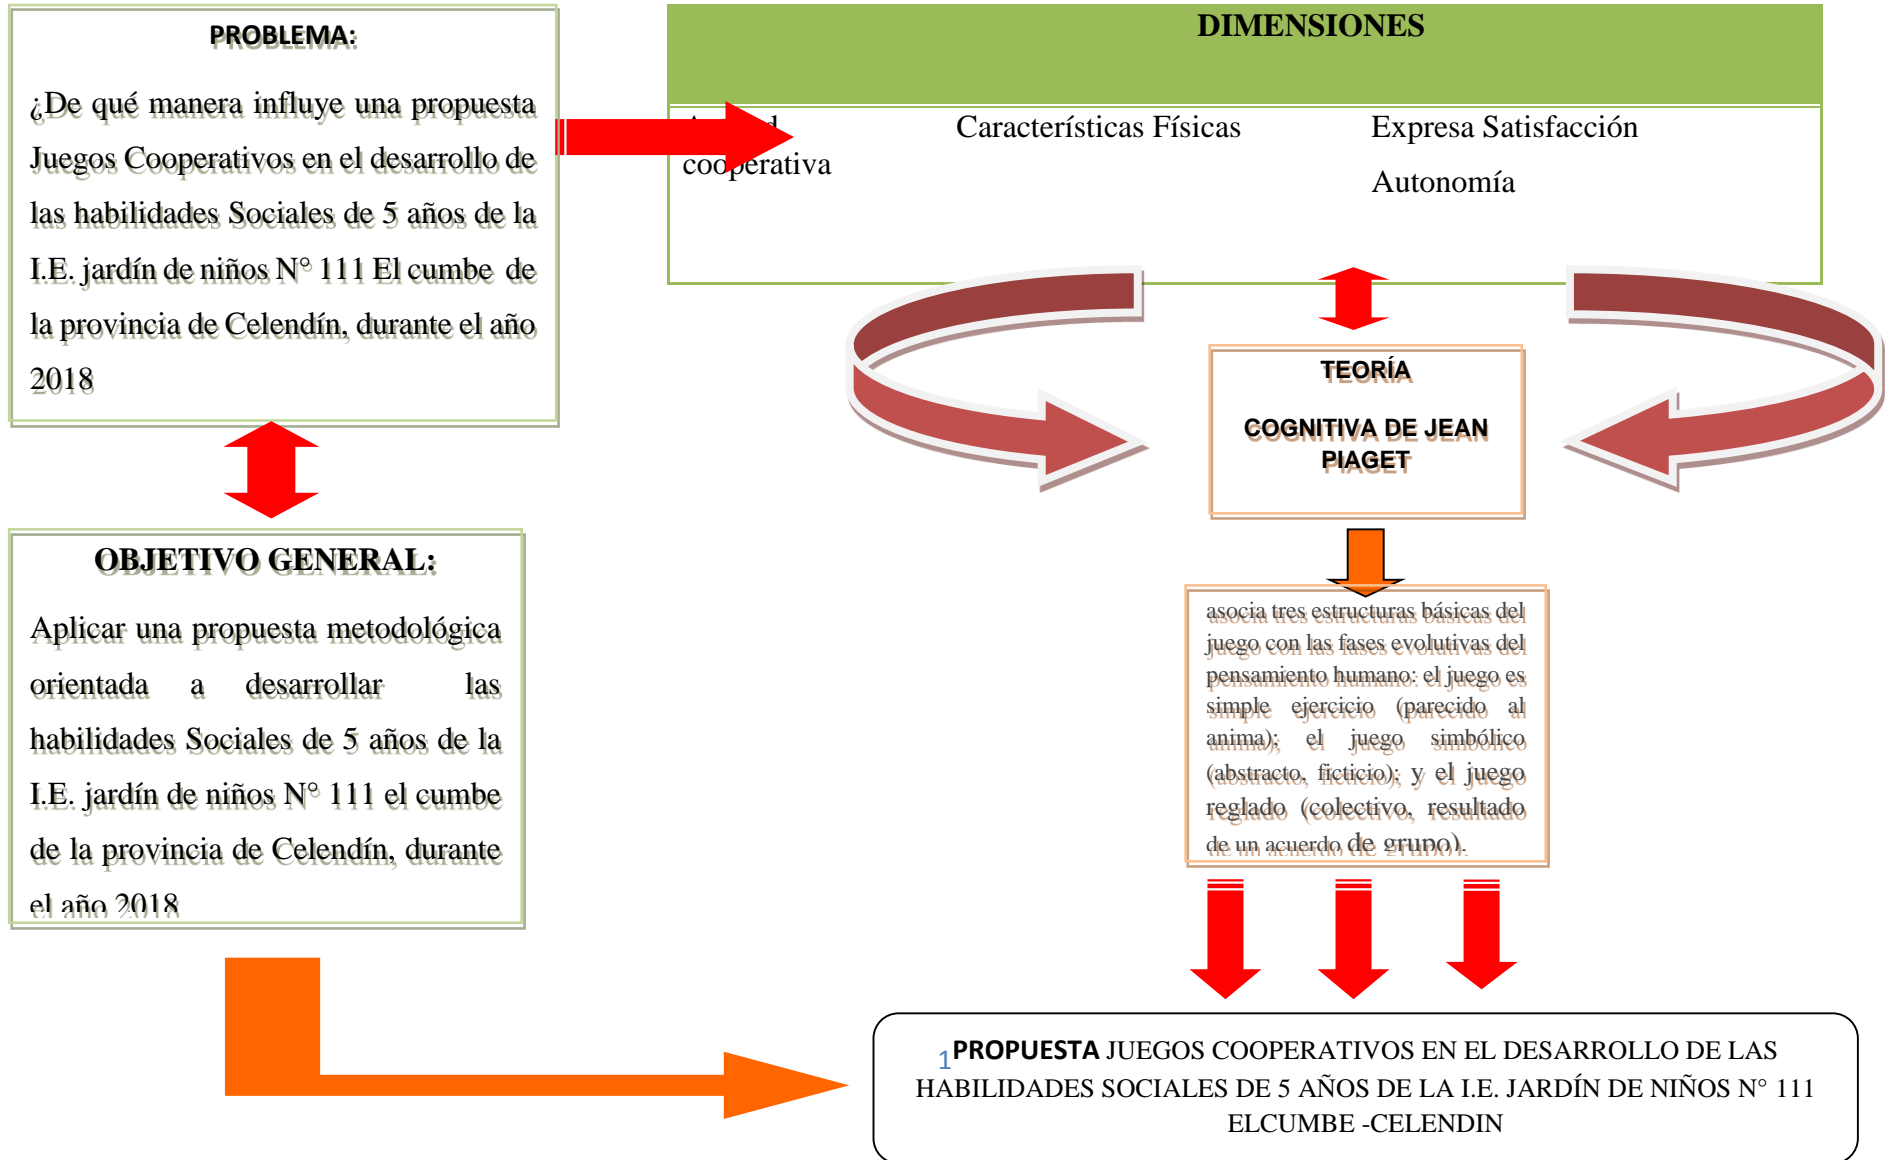 PROBLEMA:
¿De qué manera influye una propuesta
Juegos Cooperativos en el desarrollo de
las habilidades Sociales de 5 años de la
I.E. jardín de niños N° 111 El cumbe de
la provincia de Celendín, durante el año
2018
DIMENSIONES
cooperativa
Características Físicas
Expresa Satisfacción
Autonomía
TEORÍA
COGNITIVA DE JEAN
PIAGET
OBJETIVO GENERAL:
Aplicar una propuesta metodológica
orientada a desarrollar las
habilidades Sociales de 5 años de la
I.E. jardín de niños N° 111 el cumbe
de la provincia de Celendín, durante
el año 2018
asocia tres estructuras básicas del
juego con las fases evolutivas del
pensamiento humano: el juego es
simple ejercicio (parecido al
anima); el juego simbólico
(abstracto, ficticio); y el juego
reglado (colectivo, resultado
de un acuerdo de grupo).
1
PROPUESTA JUEGOS COOPERATIVOS EN EL DESARROLLO DE LAS
HABILIDADES SOCIALES DE 5 AÑOS DE LA I.E. JARDÍN DE NIÑOS N° 111
ELCUMBE -CELENDIN